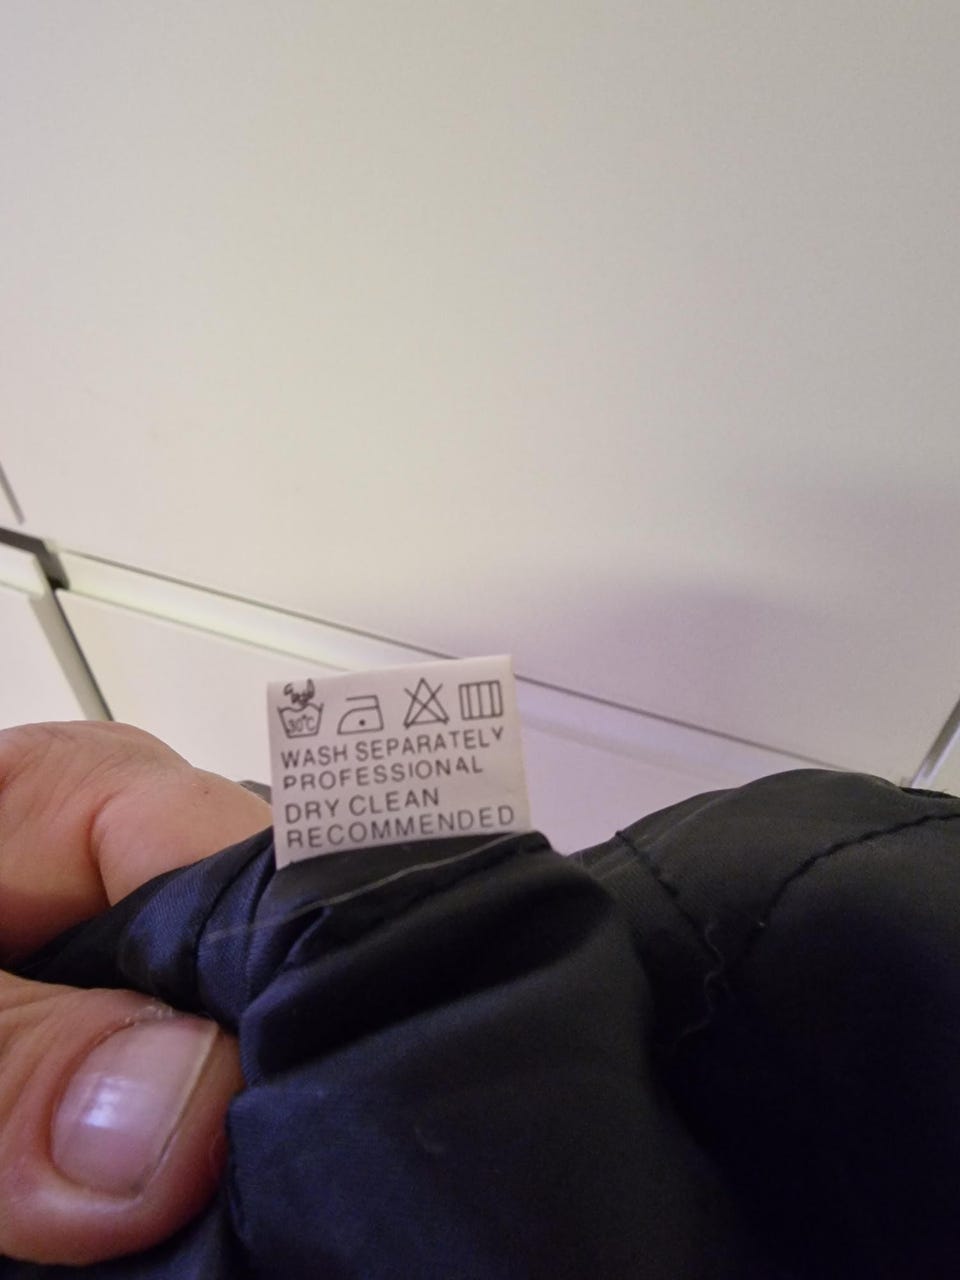 30°C
WASH SEPARATELY
PROFESSIONAL
DRY CLEAN
RECOMMENDED